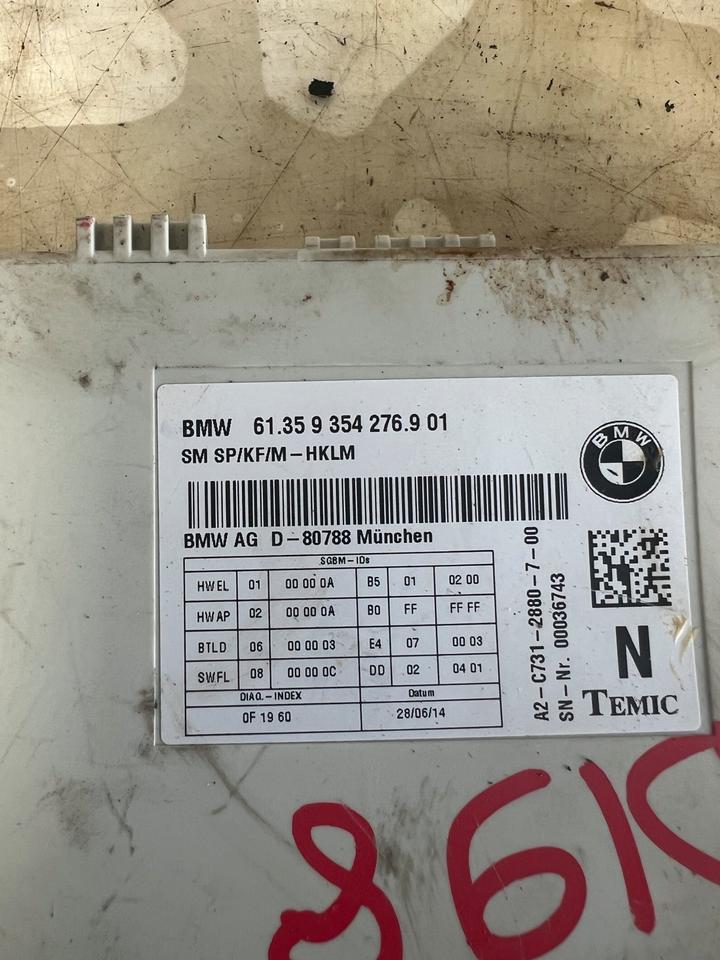 BMW 61.35 9 354 276.9 01
SM SP/KF/M-HKLM
BMW
BMW AG D-80788 München
SGBM-IDs
HWEL 01 00 00 0A B5 01 02 00
HWAP 02 00 00 0A B0 FF FF FF
BTLD 06 00 00 03 E4 07 00 03
SWFL 08 00 00 0C DD 02 04 01
DIAG.-INDEX Datum
0F 19 60 28/06/14
A2-C731-2880-7-00
SN-Nr. 00036743
N
TEMIC